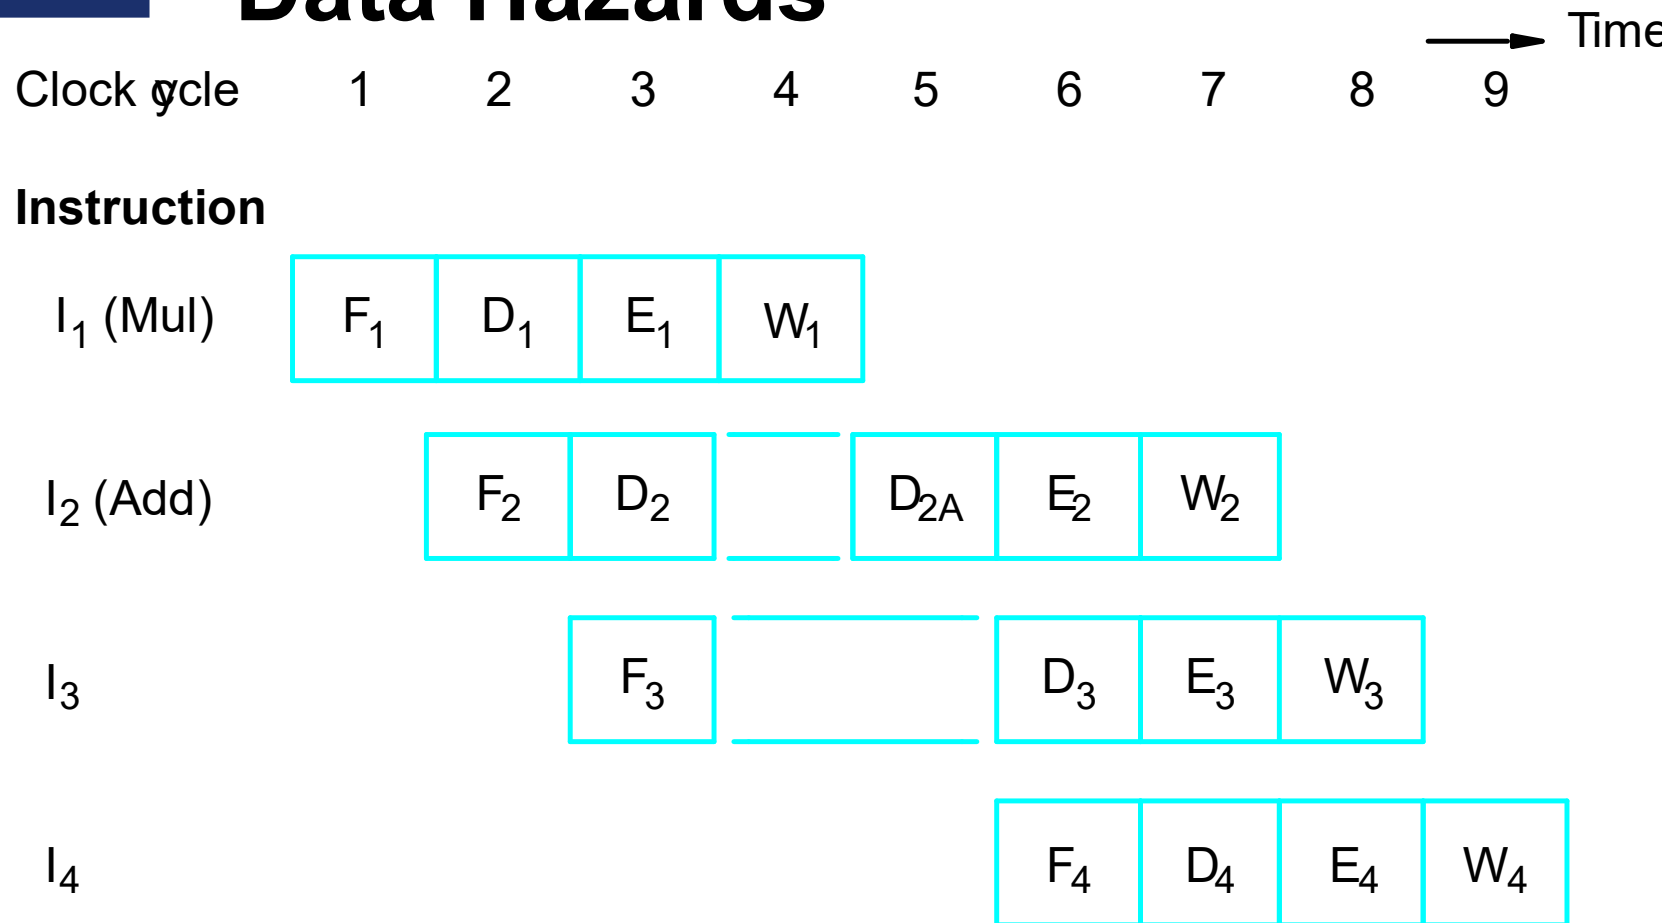 Data Hazards
Time
Clock cycle 1 2 3 4 5 6 7 8 9
Instruction
I1 (Mul) F1 D1 E1 W1
I2 (Add) F2 D2 D2A E2 W2
I3 F3 D3 E3 W3
I4 F4 D4 E4 W4